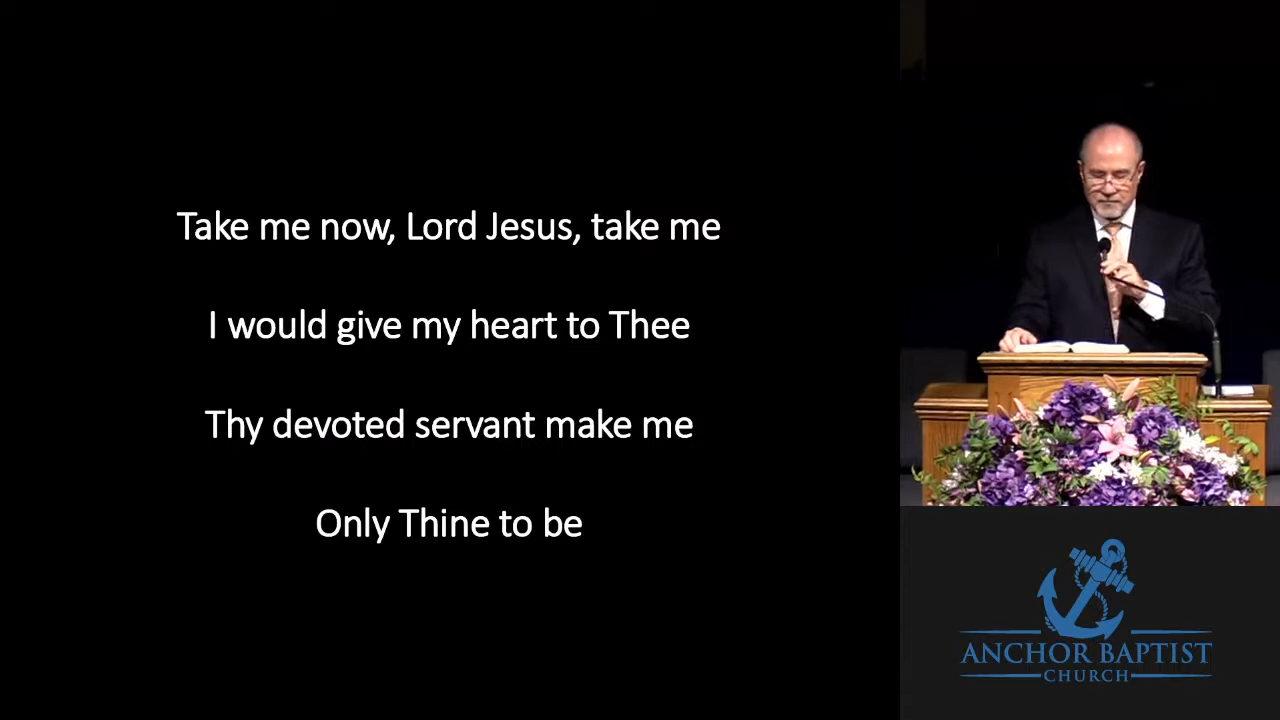 Take me now, Lord Jesus, take me
I would give my heart to Thee
Thy devoted servant make me
Only Thine to be
ANCHOR BAPTIST
CHURCH